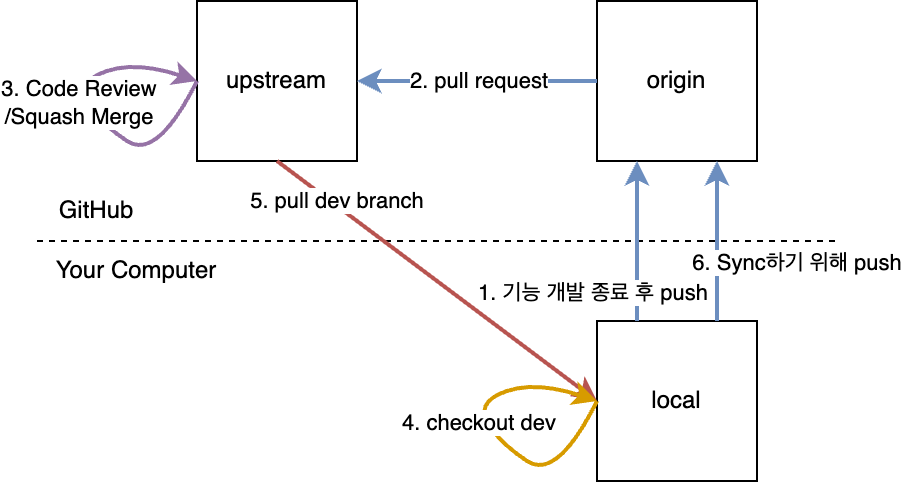 upstream
origin
2. pull request
3. Code Review
/Squash Merge
5. pull dev branch
GitHub
Your Computer
6. Sync하기 위해 push
1. 기능 개발 종료 후 push
local
4. checkout dev